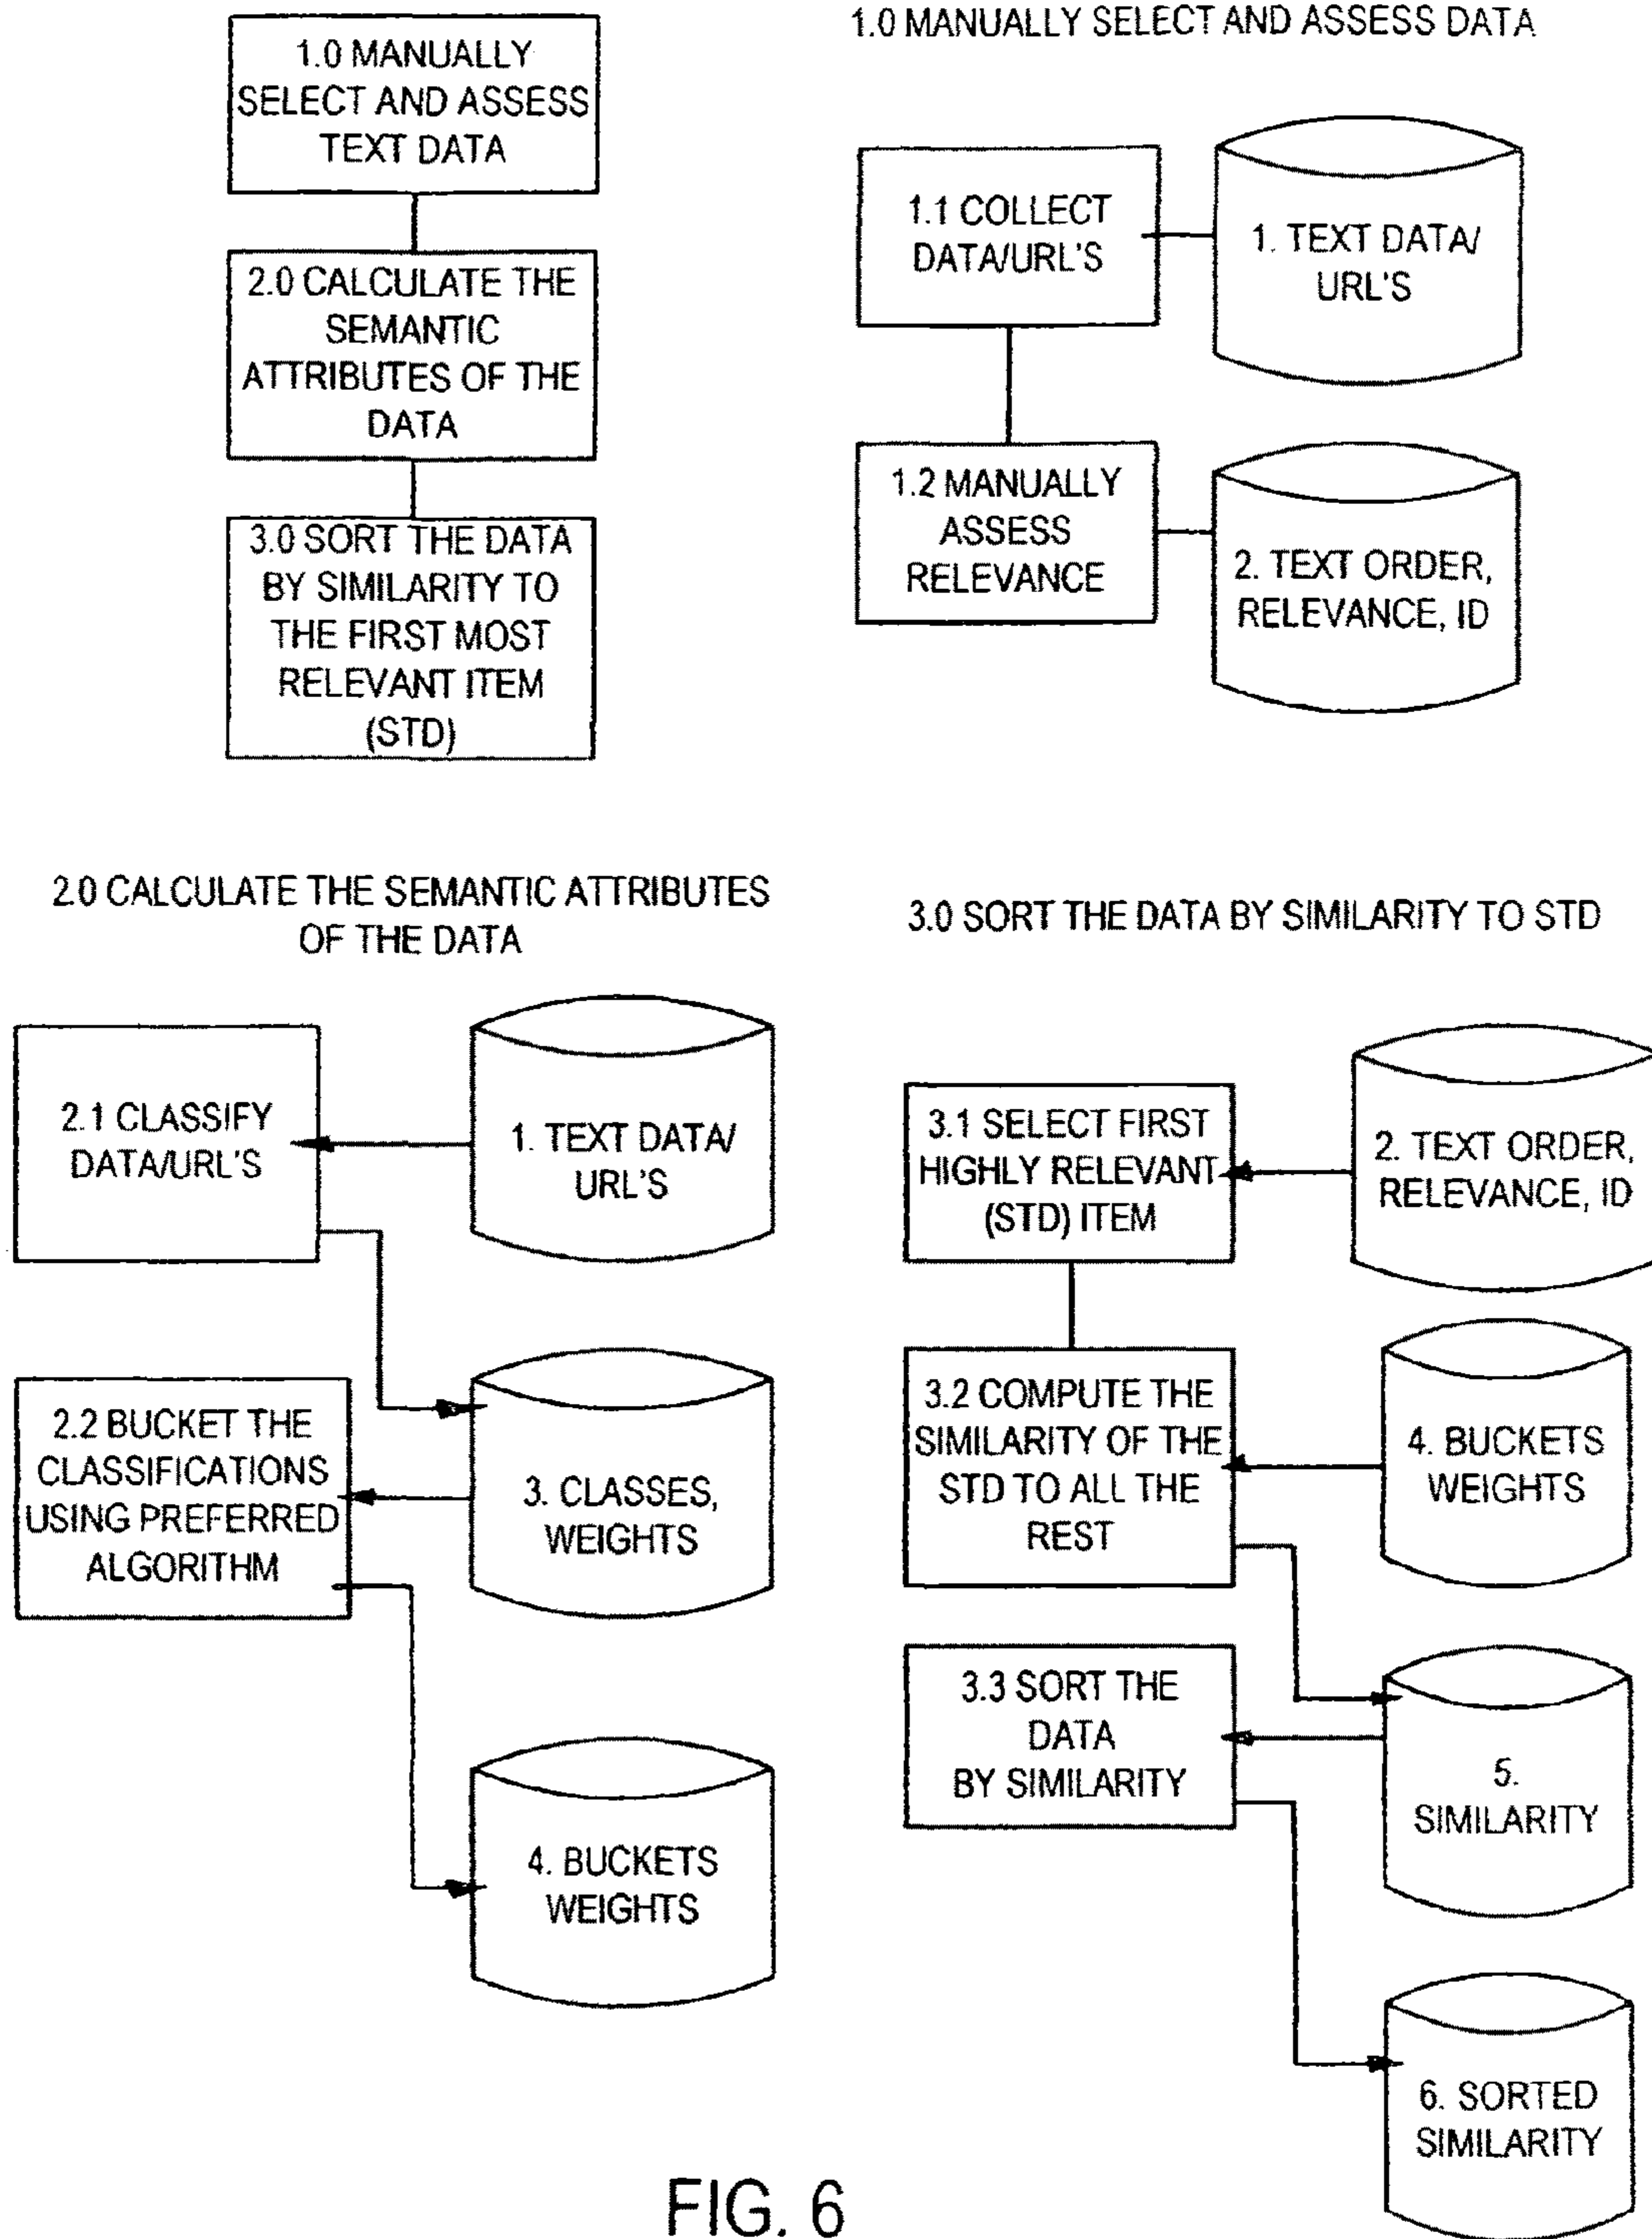 1.0 MANUALLY
SELECT AND ASSESS
TEXT DATA
2.0 CALCULATE THE
SEMANTIC
ATTRIBUTES OF THE
DATA
3.0 SORT THE DATA
BY SIMILARITY TO
THE FIRST MOST
RELEVANT ITEM
(STD)
1.0 MANUALLY SELECT AND ASSESS DATA
1.1 COLLECT
DATA/URL'S
1. TEXT DATA/
URL'S
1.2 MANUALLY
ASSESS
RELEVANCE
2. TEXT ORDER,
RELEVANCE, ID
2.0 CALCULATE THE SEMANTIC ATTRIBUTES
OF THE DATA
2.1 CLASSIFY
DATA/URL'S
1. TEXT DATA/
URL'S
2.2 BUCKET THE
CLASSIFICATIONS
USING PREFERRED
ALGORITHM
3. CLASSES,
WEIGHTS
4. BUCKETS
WEIGHTS
3.0 SORT THE DATA BY SIMILARITY TO STD
3.1 SELECT FIRST
HIGHLY RELEVANT
(STD) ITEM
2. TEXT ORDER,
RELEVANCE, ID
3.2 COMPUTE THE
SIMILARITY OF THE
STD TO ALL THE
REST
4. BUCKETS
WEIGHTS
3.3 SORT THE
DATA
BY SIMILARITY
5.
SIMILARITY
6. SORTED
SIMILARITY
FIG. 6